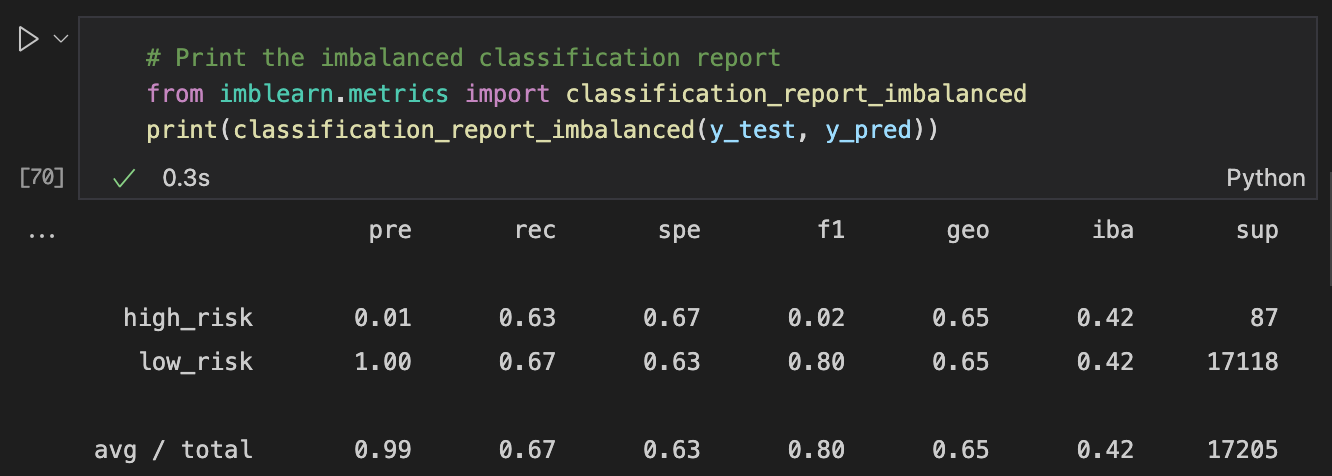 # Print the imbalanced classification report
from imblearn.metrics import classification_report_imbalanced
print(classification_report_imbalanced(y_test, y_pred))
[70] 0.3s Python
... pre rec spe f1 geo iba sup
high_risk 0.01 0.63 0.67 0.02 0.65 0.42 87
low_risk 1.00 0.67 0.63 0.80 0.65 0.42 17118
avg / total 0.99 0.67 0.63 0.80 0.65 0.42 17205